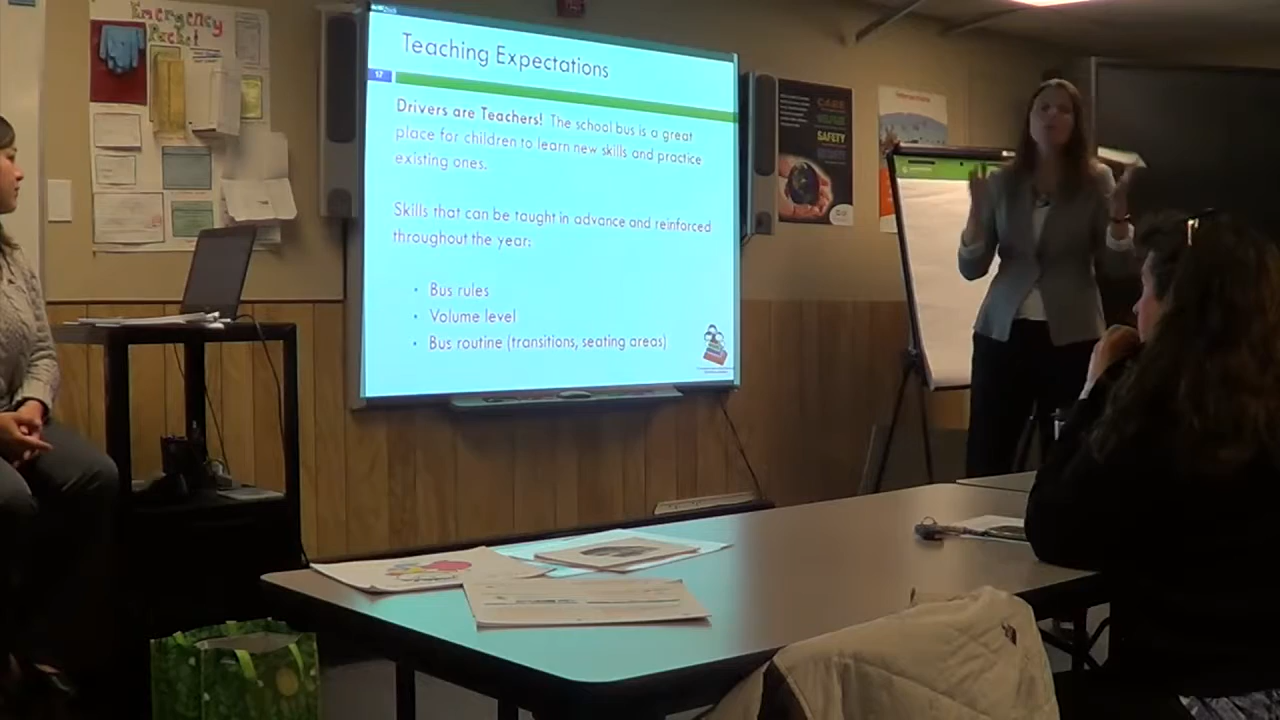 Emergency
Packet
Teaching Expectations
17
Drivers are Teachers! The school bus is a great
place for children to learn new skills and practice
existing ones.
Skills that can be taught in advance and reinforced
throughout the year:
• Bus rules
• Volume level
• Bus routine (transitions, seating areas)
CARE
SAFETY